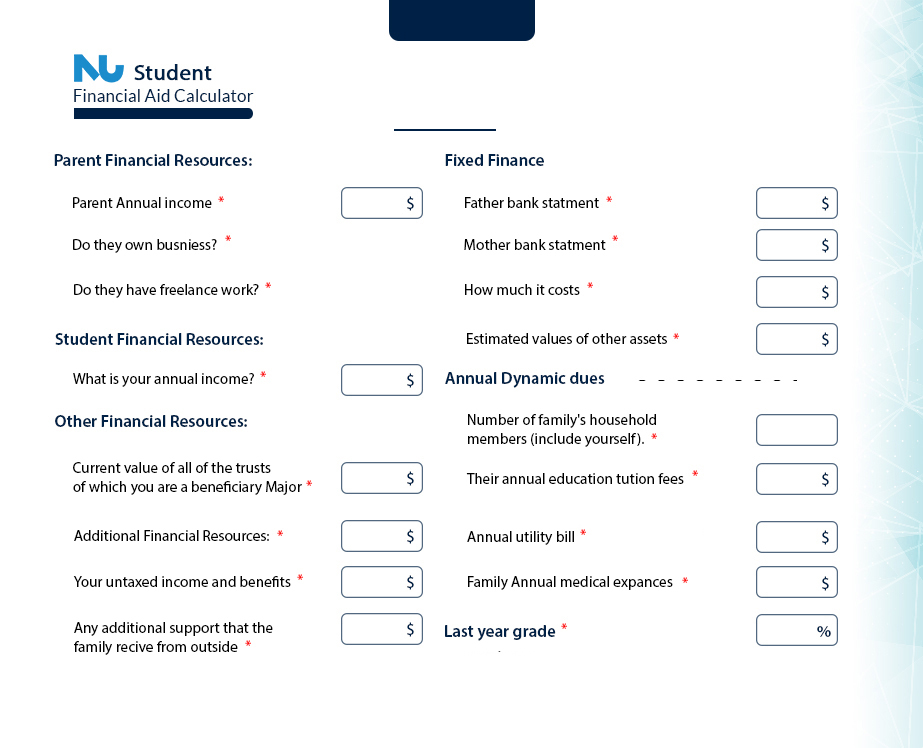 NU Student
Financial Aid Calculator
Parent Financial Resources:
Parent Annual income *
$
Do they own busniess? *
Do they have freelance work? *
Student Financial Resources:
What is your annual income? *
$
Other Financial Resources:
Current value of all of the trusts
of which you are a beneficiary Major *
$
Additional Financial Resources: *
$
Your untaxed income and benefits *
$
Any additional support that the
family recive from outside *
$
Fixed Finance
Father bank statment *
$
Mother bank statment *
$
How much it costs *
$
Estimated values of other assets *
$
Annual Dynamic dues
Number of family's household
members (include yourself). *
Their annual education tution fees *
$
Annual utility bill *
$
Family Annual medical expances *
$
Last year grade *
%